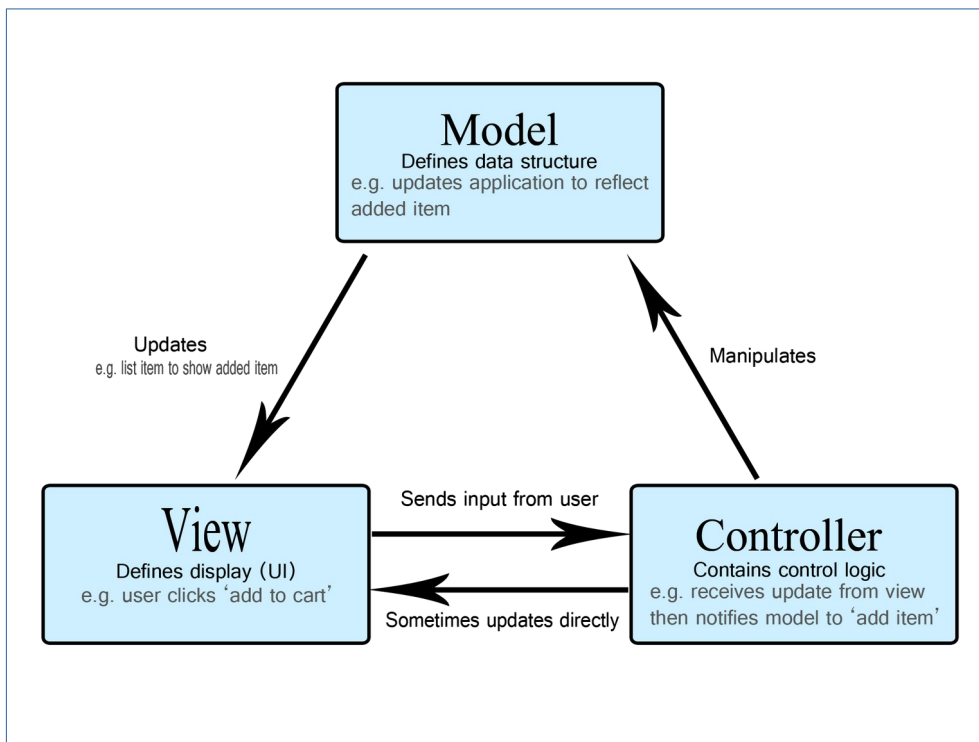 Model
Defines data structure
e.g. updates application to reflect
added item
Updates
e.g. list item to show added item
Manipulates
Sends input from user
View
Defines display (UI)
e.g. user clicks ‘add to cart’
Controller
Contains control logic
e.g. receives update from view
then notifies model to ‘add item’
Sometimes updates directly